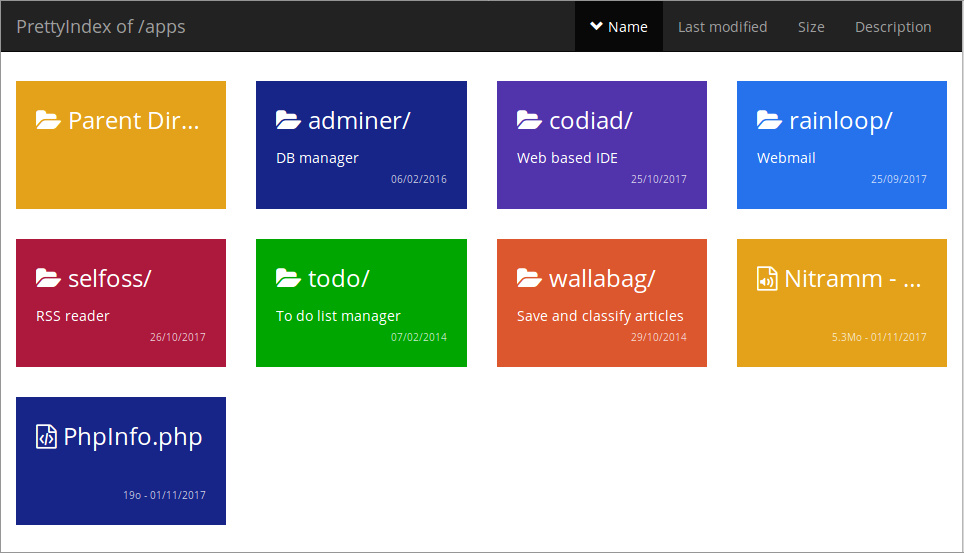 PrettyIndex of /apps
Name
Last modified
Size
Description
Parent Dir...
adminer/
DB manager
06/02/2016
codiad/
Web based IDE
25/10/2017
rainloop/
Webmail
25/09/2017
selfoss/
RSS reader
26/10/2017
todo/
To do list manager
07/02/2014
wallabag/
Save and classify articles
29/10/2014
Nitramm - ...
5.3Mo - 01/11/2017
PhpInfo.php
19o - 01/11/2017